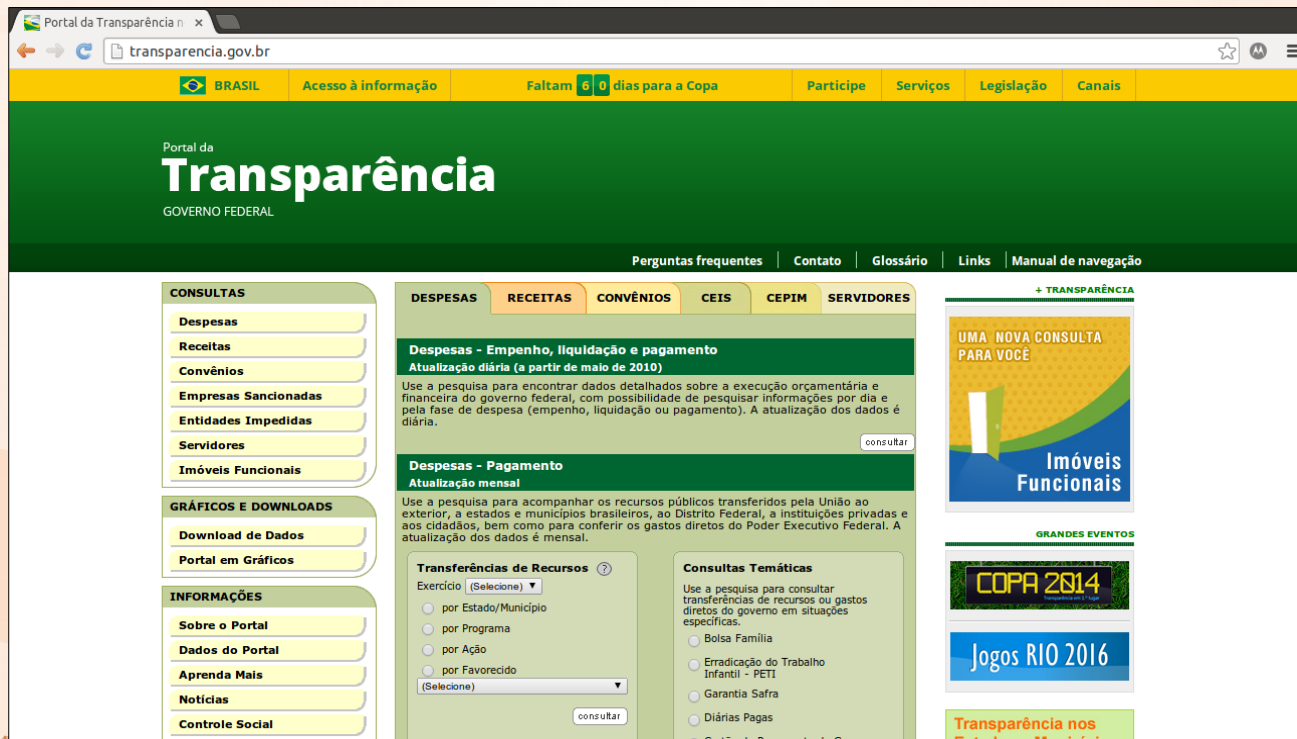 Portal da Transparência n
transparencia.gov.br
BRASIL
Acesso à informação
Faltam 60 dias para a Copa
Participe
Serviços
Legislação
Canais
Portal da
Transparência
GOVERNO FEDERAL
Perguntas frequentes
Contato
Glossário
Links
Manual de navegação
CONSULTAS
Despesas
Receitas
Convênios
Empresas Sancionadas
Entidades Impedidas
Servidores
Imóveis Funcionais
GRÁFICOS E DOWNLOADS
Download de Dados
Portal em Gráficos
INFORMAÇÕES
Sobre o Portal
Dados do Portal
Aprenda Mais
Notícias
Controle Social
DESPESAS
RECEITAS
CONVÊNIOS
CEIS
CEPIM
SERVIDORES
Despesas - Empenho, liquidação e pagamento
Atualização diária (a partir de maio de 2010)
Use a pesquisa para encontrar dados detalhados sobre a execução orçamentária e
financeira do governo federal, com possibilidade de pesquisar informações por dia e
pela fase de despesa (empenho, liquidação ou pagamento). A atualização dos dados é
diária.
consultar
Despesas - Pagamento
Atualização mensal
Use a pesquisa para acompanhar os recursos públicos transferidos pela União ao
exterior, a estados e municípios brasileiros, ao Distrito Federal, a instituições privadas e
aos cidadãos, bem como para conferir os gastos diretos do Poder Executivo Federal. A
atualização dos dados é mensal.
Transferências de Recursos ?
Exercício (Selecione)
por Estado/Município
por Programa
por Ação
por Favorecido
(Selecione)
consultar
Consultas Temáticas
Use a pesquisa para consultar
transferências de recursos ou gastos
diretos do governo em situações
específicas.
Bolsa Família
Erradicação do Trabalho
Infantil - PETI
Garantia Safra
Diárias Pagas
+ TRANSPARÊNCIA
UMA NOVA CONSULTA
PARA VOCÊ
Imóveis
Funcionais
GRANDES EVENTOS
COPA 2014
Transparência em 1º lugar
Jogos RIO 2016
Transparência nos